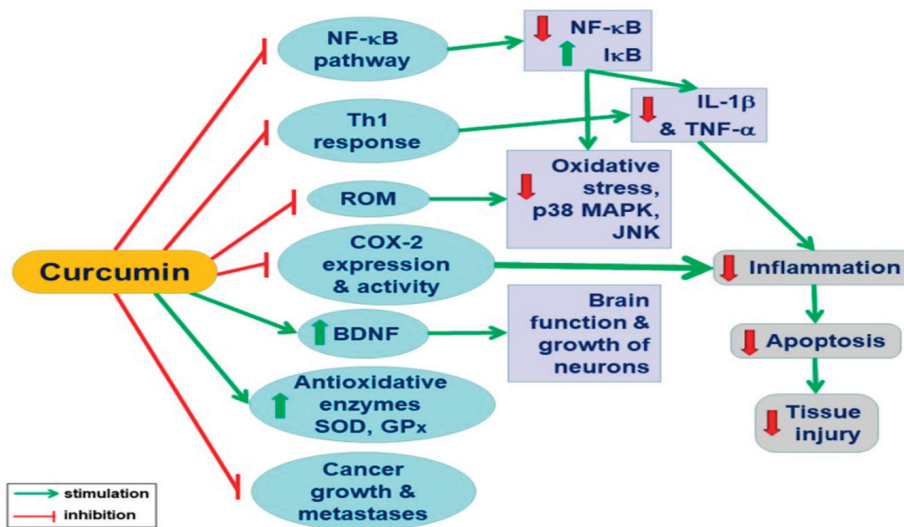 NF-κB
pathway
NF-κB
IκB
Th1
response
IL-1β
& TNF-α
ROM
Oxidative
stress,
p38 MAPK,
JNK
Curcumin
COX-2
expression
& activity
Inflammation
BDNF
Brain
function &
growth of
neurons
Apoptosis
Antioxidative
enzymes
SOD, GPx
Tissue
injury
Cancer
growth &
metastases
stimulation
inhibition